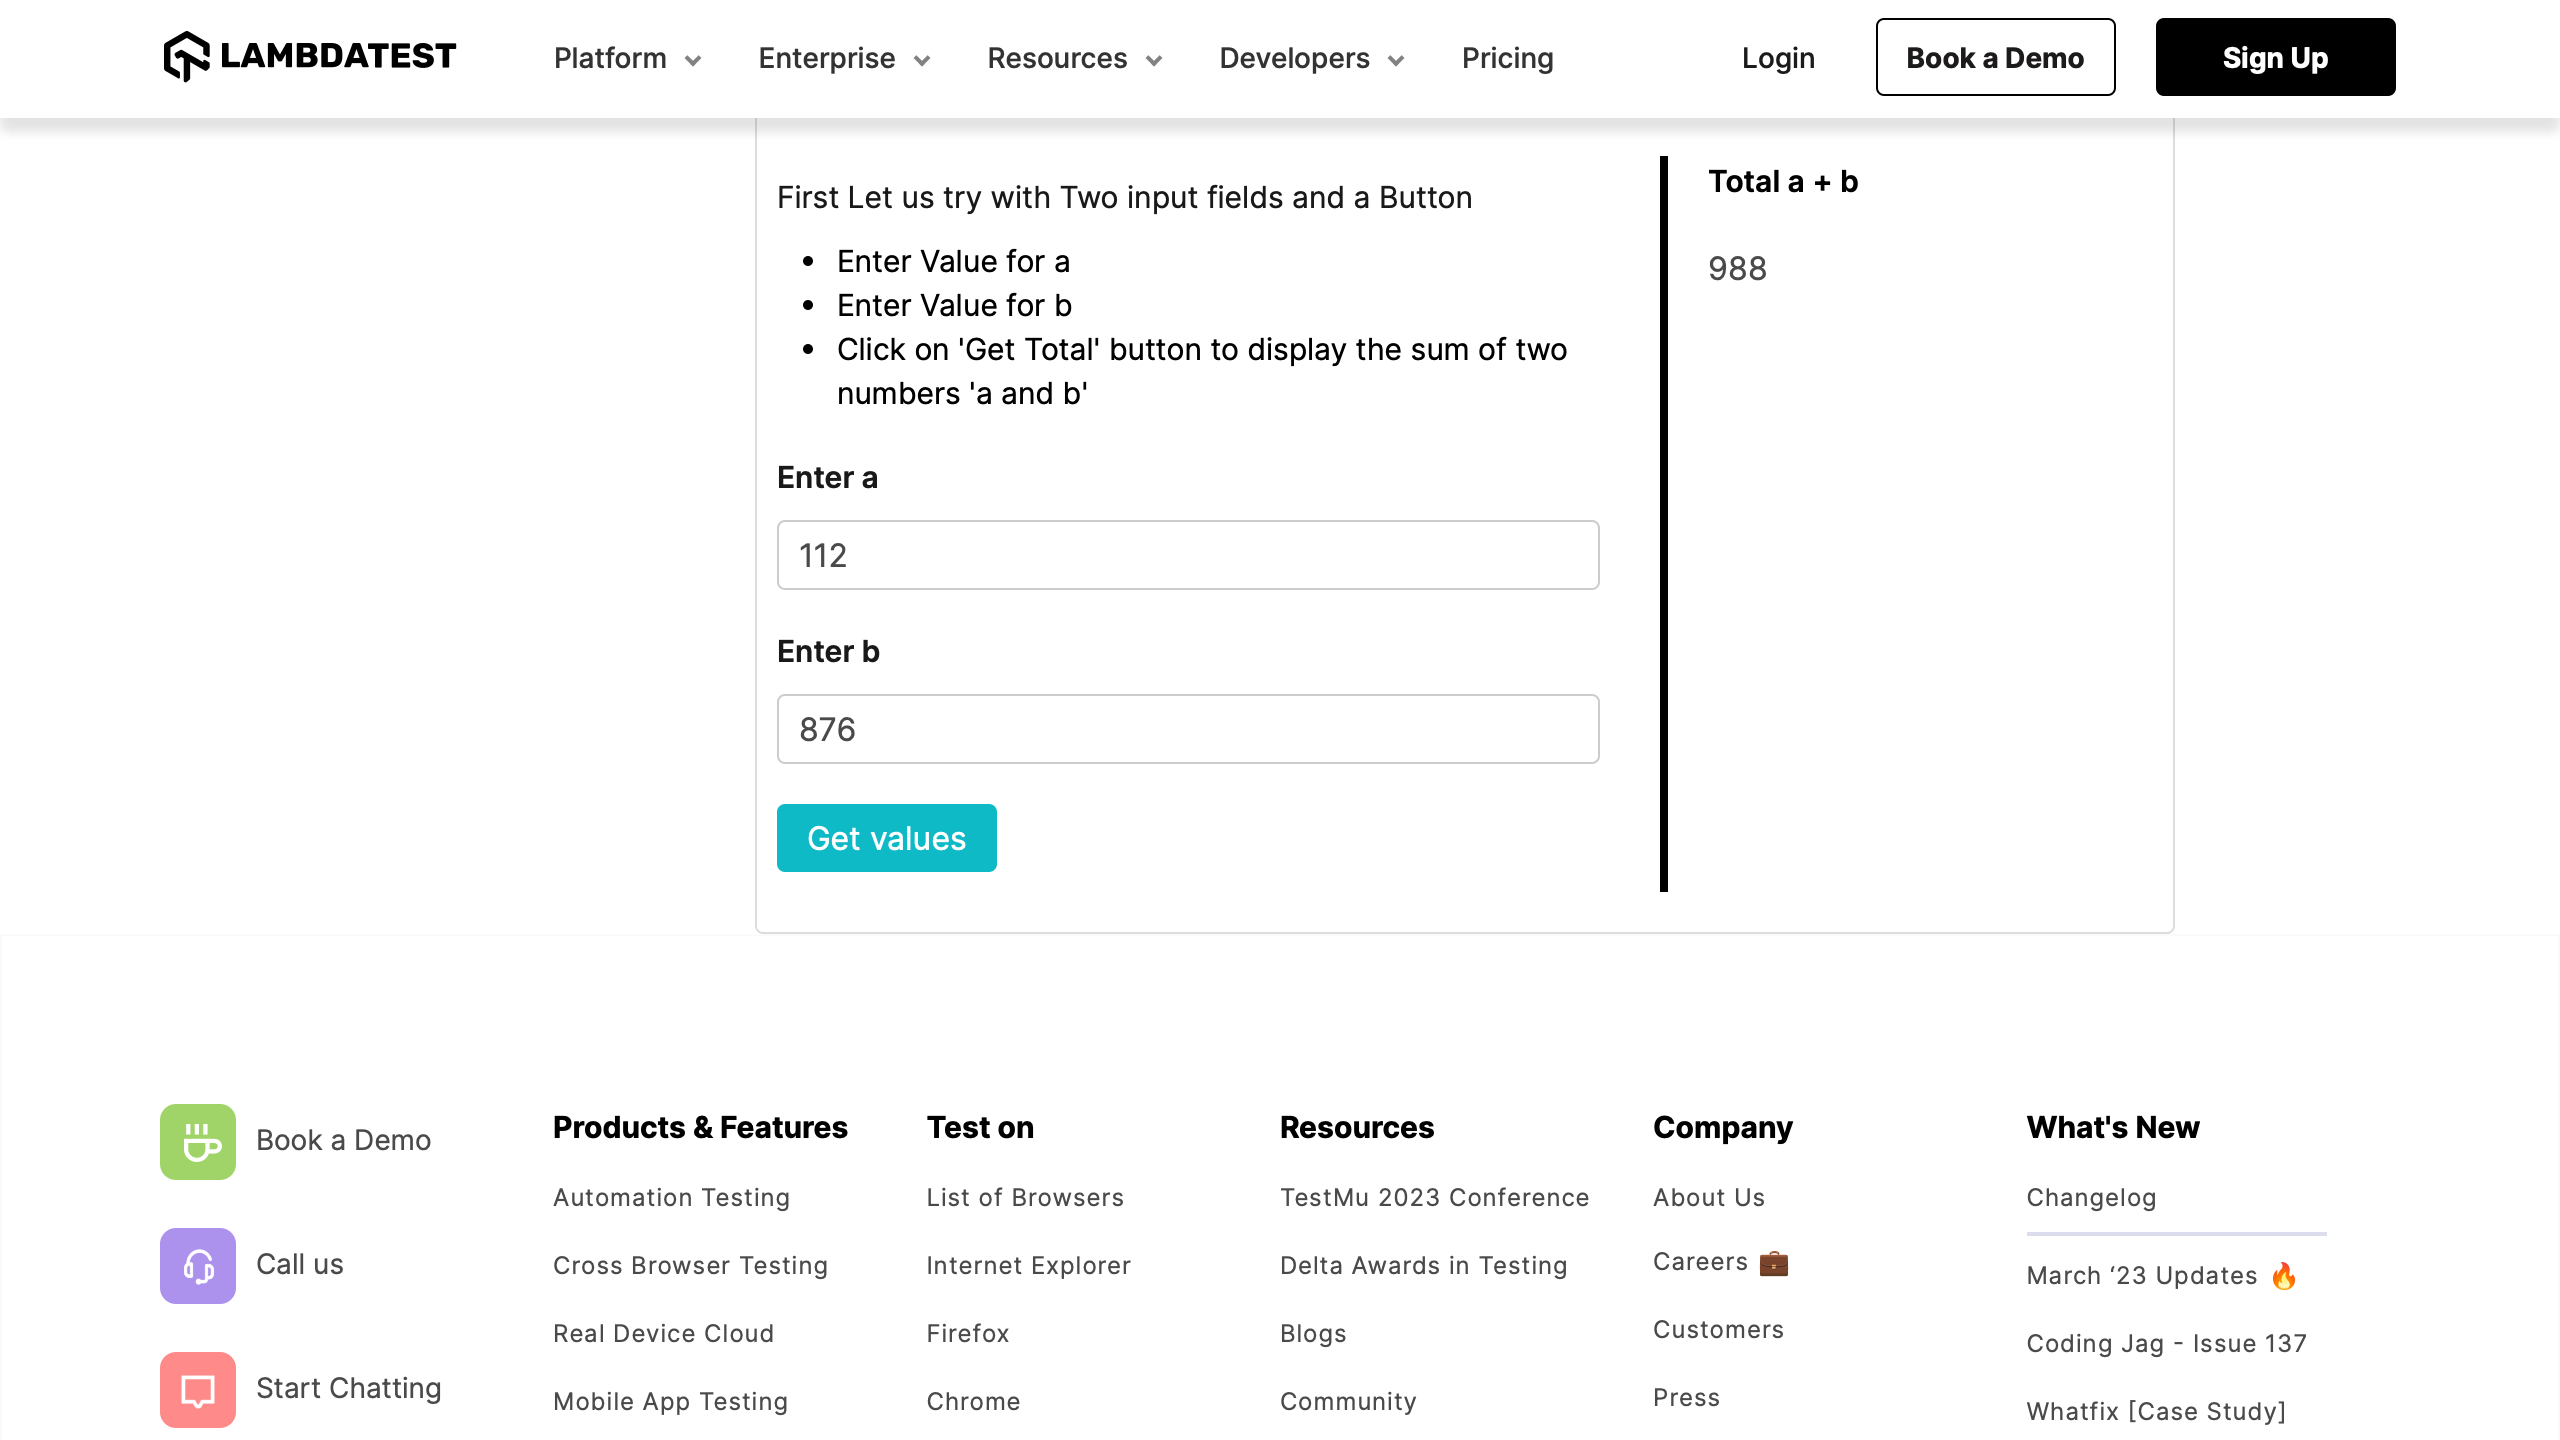 LAMBDATEST
Platform
Enterprise
Resources
Developers
Pricing
Login
Book a Demo
Sign Up
First Let us try with Two input fields and a Button
• Enter Value for a
• Enter Value for b
• Click on 'Get Total' button to display the sum of two
numbers 'a and b'
Enter a
112
Enter b
876
Get values
Total a + b
988
Book a Demo
Call us
Start Chatting
Products & Features
Automation Testing
Cross Browser Testing
Real Device Cloud
Mobile App Testing
Test on
List of Browsers
Internet Explorer
Firefox
Chrome
Resources
TestMu 2023 Conference
Delta Awards in Testing
Blogs
Community
Company
About Us
Careers 💼
Customers
Press
What's New
Changelog
March ‘23 Updates 🔥
Coding Jag - Issue 137
Whatfix [Case Study]